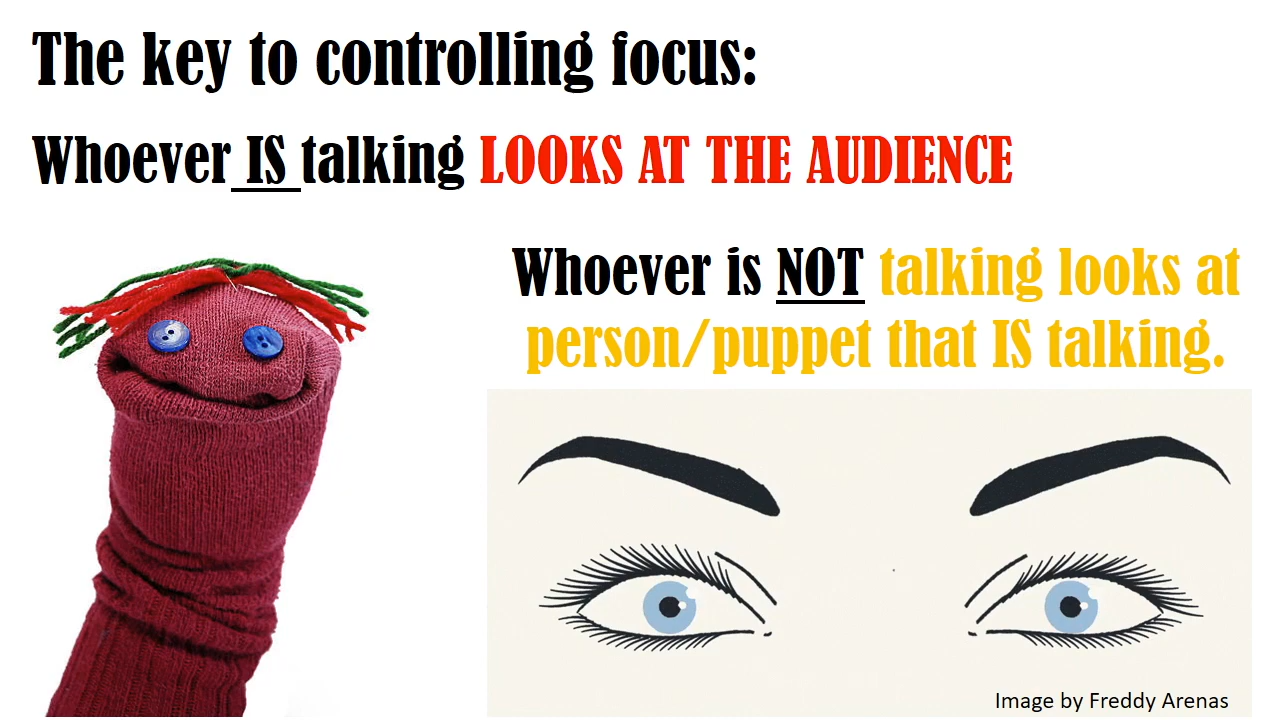 The key to controlling focus:
Whoever IS talking LOOKS AT THE AUDIENCE
Whoever is NOT talking looks at
person/puppet that IS talking.
Image by Freddy Arenas